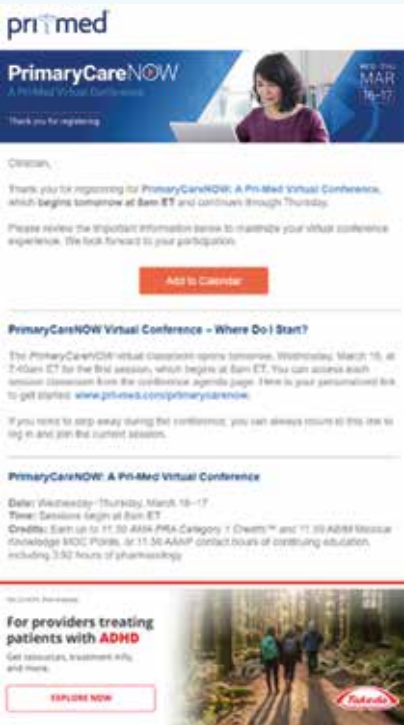 pri med
PrimaryCareNOW
A Pri-Med Virtual Conference
Thank you for registering
WED-THU
MAR
16-17
Clinician,
Thank you for registering for PrimaryCareNOW: A Pri-Med Virtual Conference,
which begins tomorrow at 8am ET and continues through Thursday.
Please review the important information below to maximize your virtual conference
experience. We look forward to your participation.
Add to Calendar
PrimaryCareNOW Virtual Conference – Where Do I Start?
The PrimaryCareNOW virtual classroom opens tomorrow, Wednesday, March 16, at
7:40am ET for the first session, which begins at 8am ET. You can access each
session classroom from the conference agenda page. Here is your personalized link
to get started: www.pri-med.com/primarycarenow.
If you need to step away during the conference, you can always return to this link to
log in and join the current session.
PrimaryCareNOW: A Pri-Med Virtual Conference
Date: Wednesday–Thursday, March 16–17
Time: Sessions begin at 8am ET
Credits: Earn up to 11.50 AMA PRA Category 1 Credits™ and 11.50 ABIM Medical
Knowledge MOC Points, or 11.50 AANP contact hours of continuing education,
including 3.92 hours of pharmacology
For providers treating
patients with ADHD
Get resources, treatment info,
and more.
EXPLORE NOW
Takeda